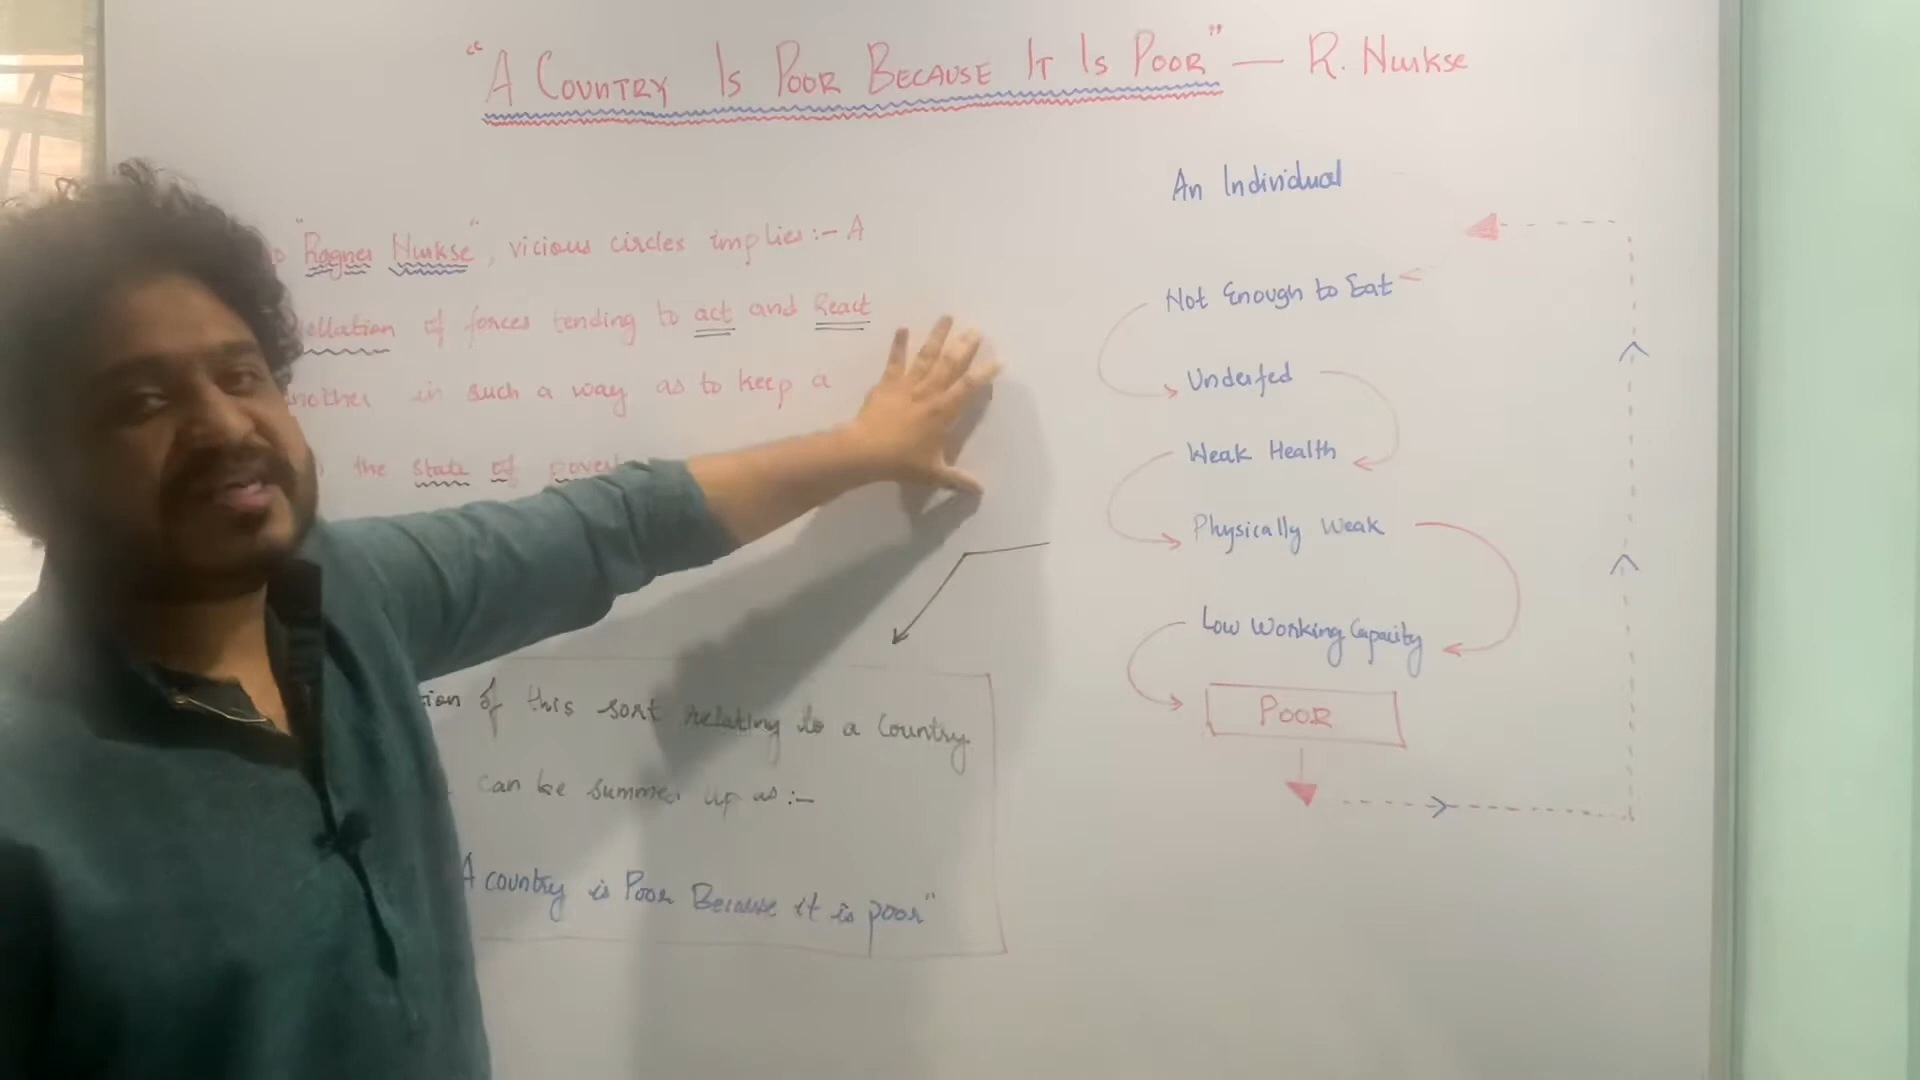 "A COUNTRY IS POOR BECAUSE IT IS POOR" — R. Nurkse
"Ragner Nurkse", vicious circles implies:- A
of forces tending to act and React
in such a way as to keep a
the state of
of this sort relating to a Country
can be summed up as:-
A country is Poor Because it is poor"
An Individual
Not Enough to Eat
Underfed
Weak Health
Physically Weak
Low Working Capacity
POOR